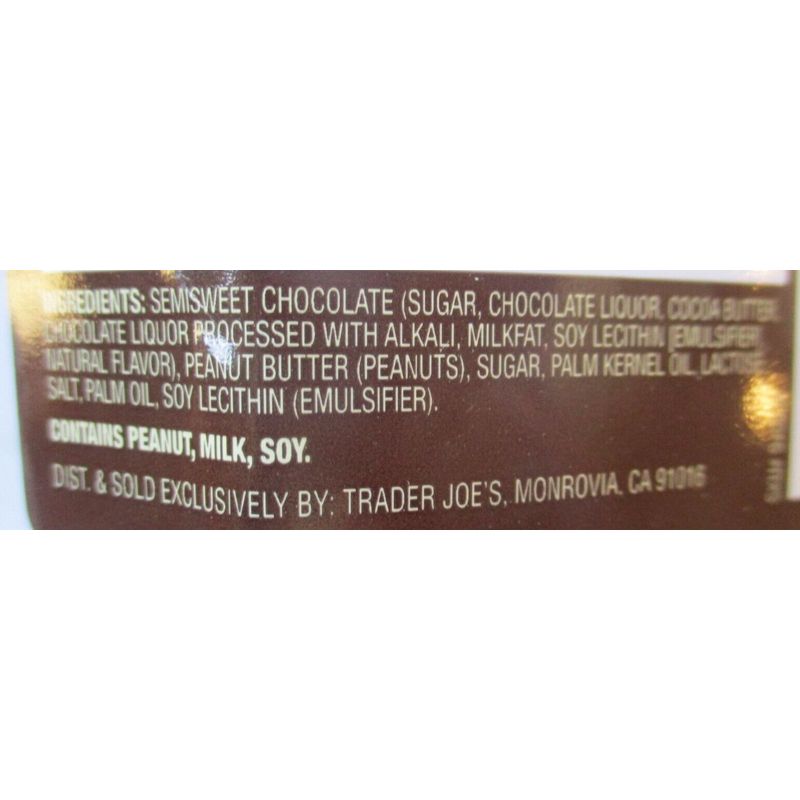 INGREDIENTS: SEMISWEET CHOCOLATE (SUGAR, CHOCOLATE LIQUOR, COCOA BUTTER,
CHOCOLATE LIQUOR PROCESSED WITH ALKALI, MILKFAT, SOY LECITHIN [EMULSIFIER],
NATURAL FLAVOR), PEANUT BUTTER (PEANUTS), SUGAR, PALM KERNEL OIL, LACTOSE,
SALT, PALM OIL, SOY LECITHIN (EMULSIFIER).
CONTAINS PEANUT, MILK, SOY.
DIST. & SOLD EXCLUSIVELY BY: TRADER JOE'S, MONROVIA, CA 91016